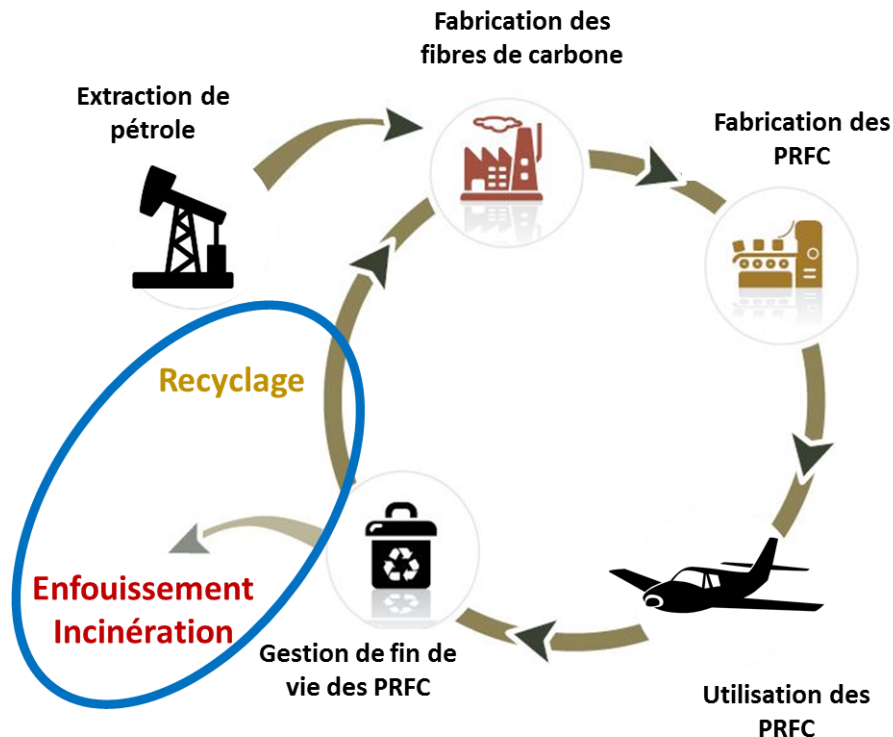 Fabrication des
fibres de carbone
Extraction de
pétrole
Fabrication des
PRFC
Recyclage
Enfouissement
Incinération
Gestion de fin de
vie des PRFC
Utilisation des
PRFC